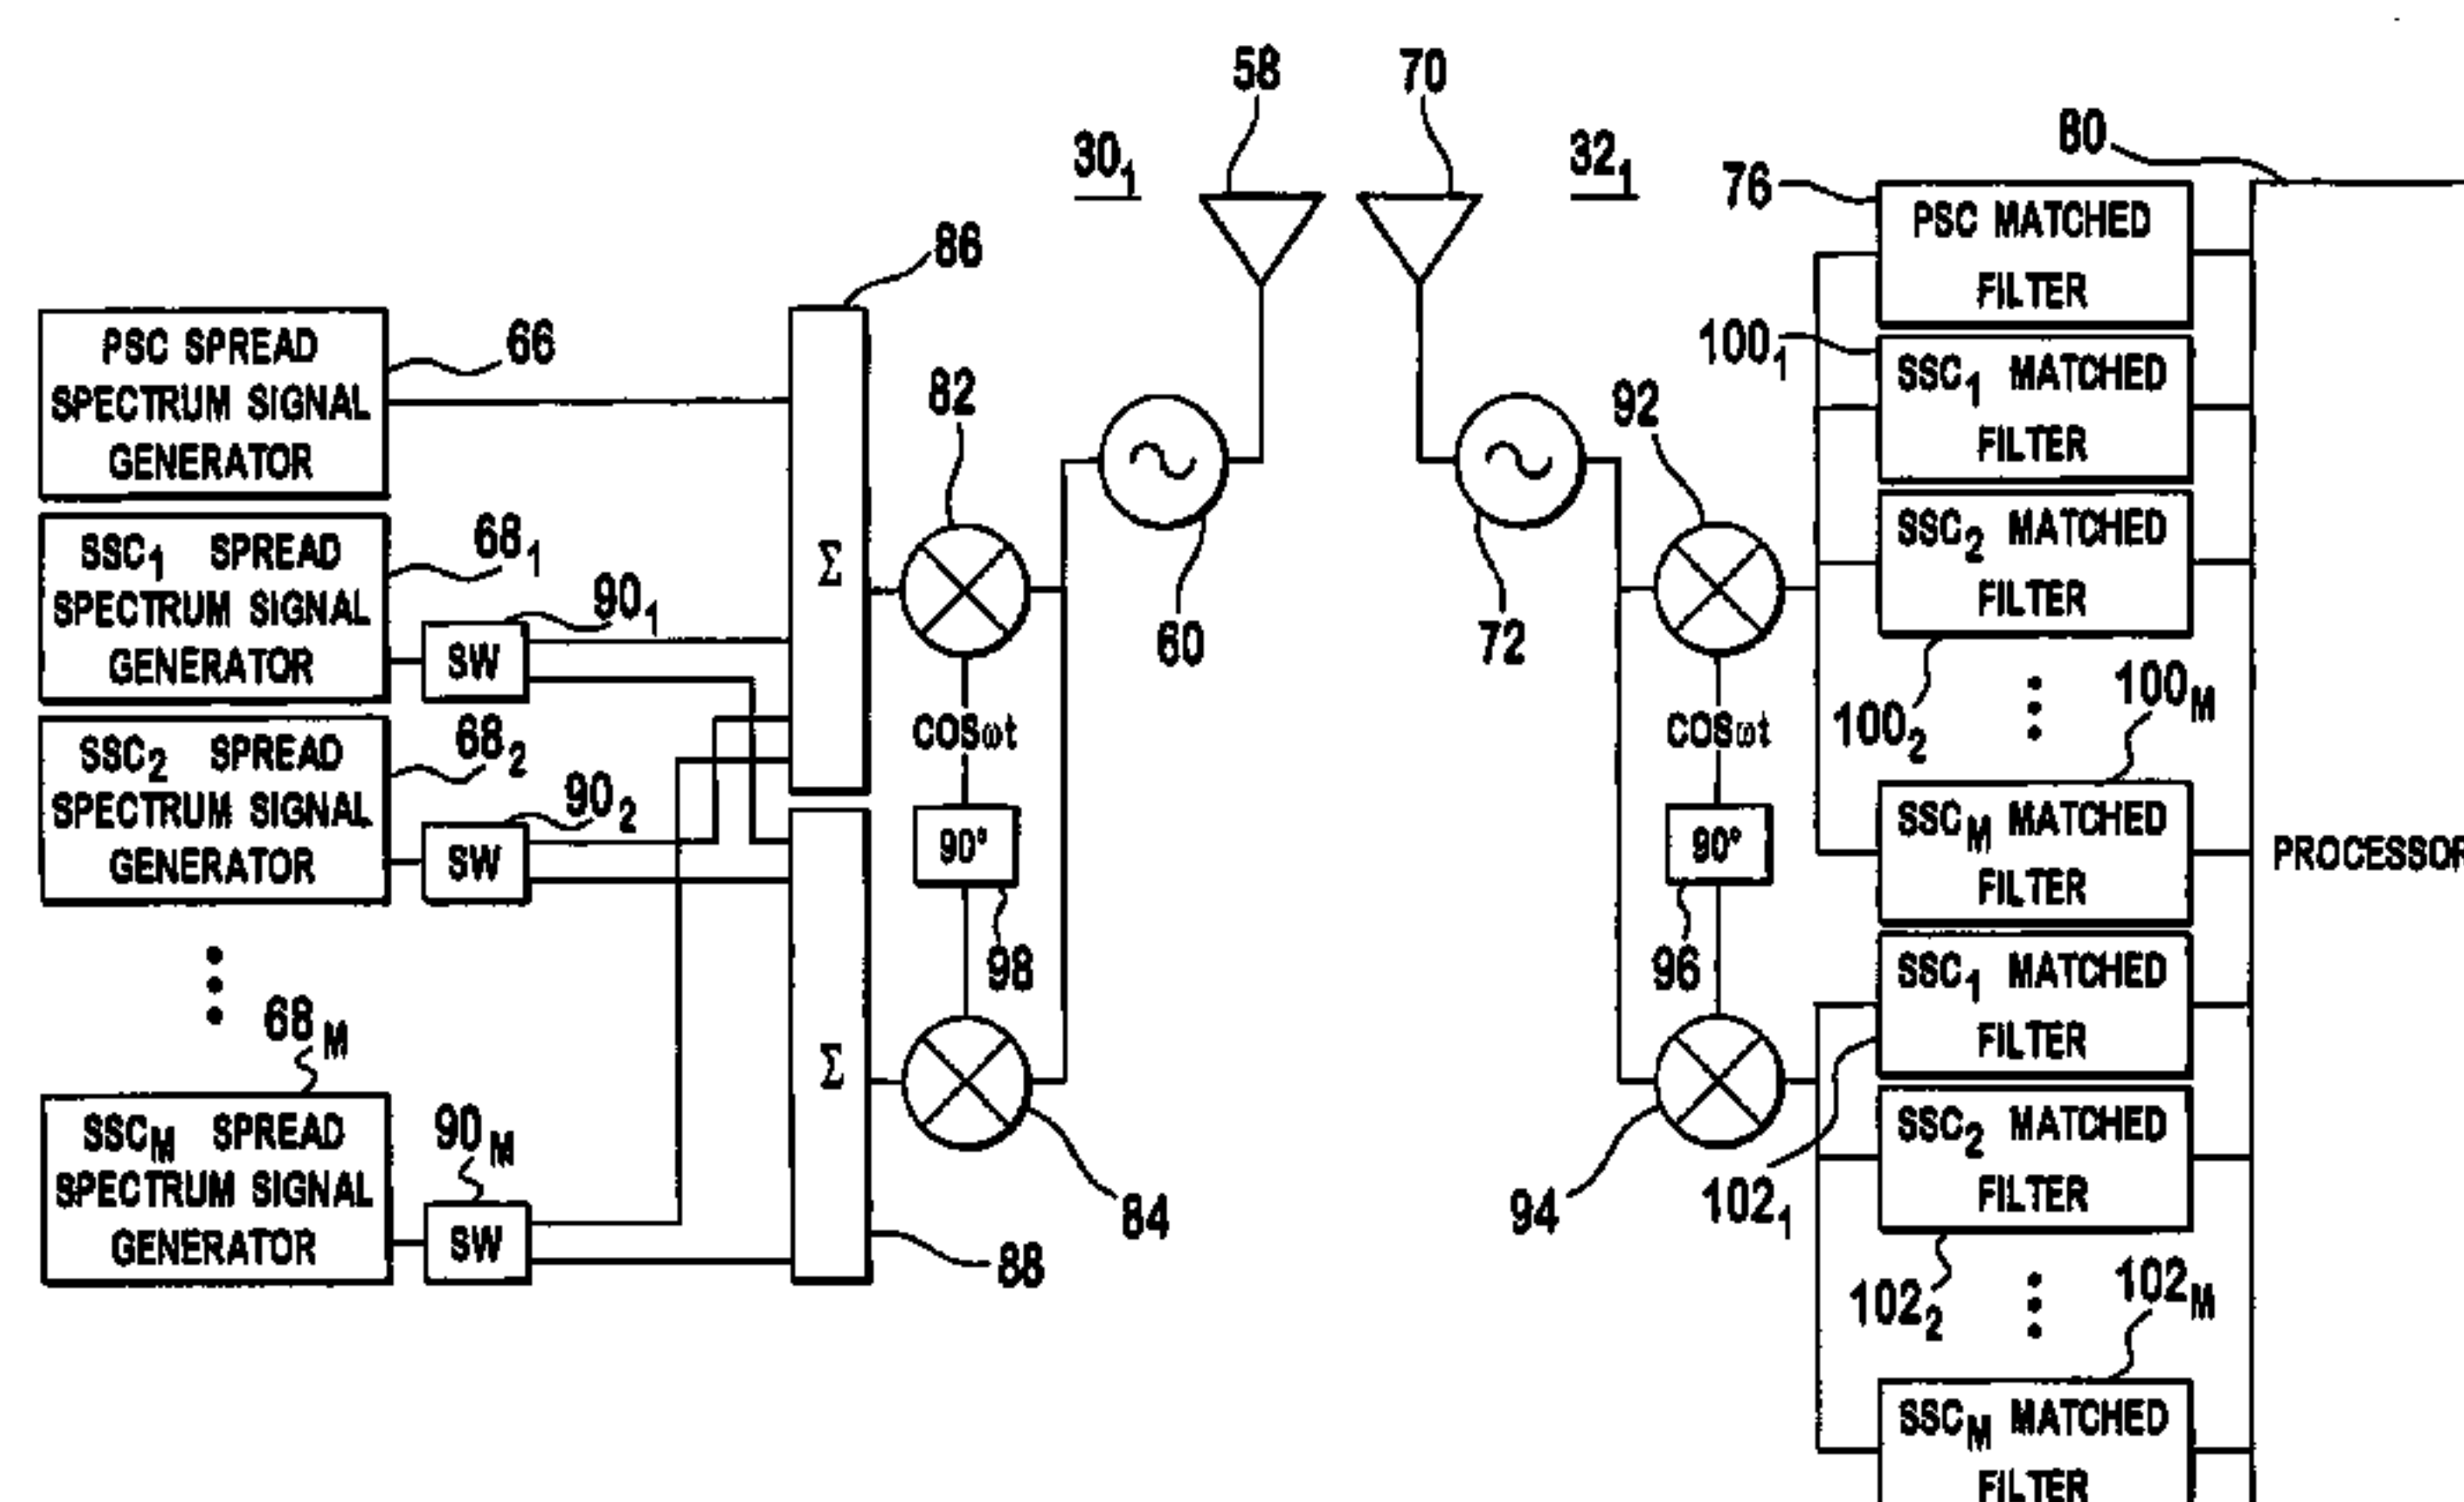 58
70
30₁
32₁
80
76
PSC MATCHED
FILTER
86
PSC SPREAD
SPECTRUM SIGNAL
GENERATOR
66
100₁
SSC₁ MATCHED
FILTER
82
92
SSC₁ SPREAD
SPECTRUM SIGNAL
GENERATOR
68₁
90₁
SW
Σ
SSC₂ MATCHED
FILTER
60
72
100₂
100M
SSC₂ SPREAD
SPECTRUM SIGNAL
GENERATOR
68₂
90₂
SW
COSωt
COSωt
90°
90°
SSCM MATCHED
FILTER
PROCESSOR
98
96
SSC₁ MATCHED
FILTER
68M
Σ
SSCM SPREAD
SPECTRUM SIGNAL
GENERATOR
90M
SW
88
84
94
102₁
SSC₂ MATCHED
FILTER
102₂
102M
SSCM MATCHED
FILTER